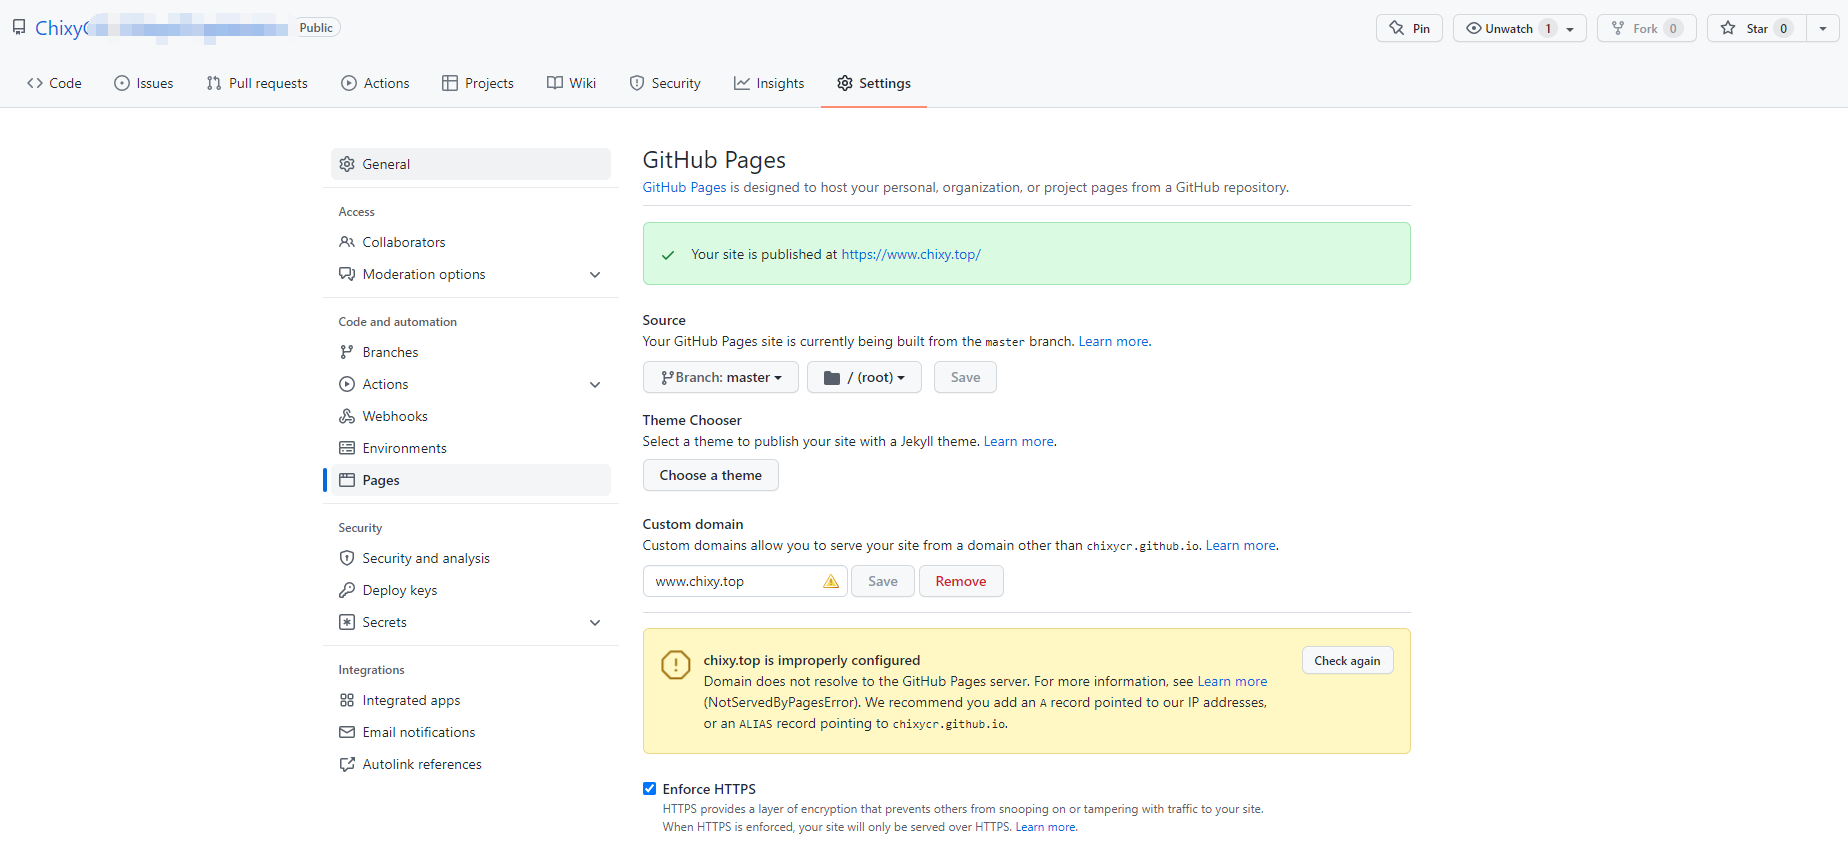 Public
Pin
Unwatch 1
Fork 0
Star 0
Code
Issues
Pull requests
Actions
Projects
Wiki
Security
Insights
Settings
General
Access
Collaborators
Moderation options
Code and automation
Branches
Actions
Webhooks
Environments
Pages
Security
Security and analysis
Deploy keys
Secrets
Integrations
Integrated apps
Email notifications
Autolink references
GitHub Pages
GitHub Pages is designed to host your personal, organization, or project pages from a GitHub repository.
Your site is published at https://www.chixy.top/
Source
Your GitHub Pages site is currently being built from the master branch. Learn more.
Branch: master
/ (root)
Save
Theme Chooser
Select a theme to publish your site with a Jekyll theme. Learn more.
Choose a theme
Custom domain
Custom domains allow you to serve your site from a domain other than chixycr.github.io. Learn more.
www.chixy.top
Save
Remove
chixy.top is improperly configured
Check again
Domain does not resolve to the GitHub Pages server. For more information, see Learn more
(NotServedByPagesError). We recommend you add an A record pointed to our IP addresses,
or an ALIAS record pointing to chixycr.github.io.
Enforce HTTPS
HTTPS provides a layer of encryption that prevents others from snooping on or tampering with traffic to your site.
When HTTPS is enforced, your site will only be served over HTTPS. Learn more.